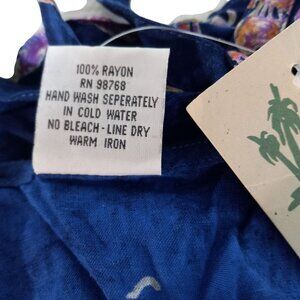 100% RAYON
RN 98768
HAND WASH SEPERATELY
IN COLD WATER
NO BLEACH - LINE DRY
WARM IRON